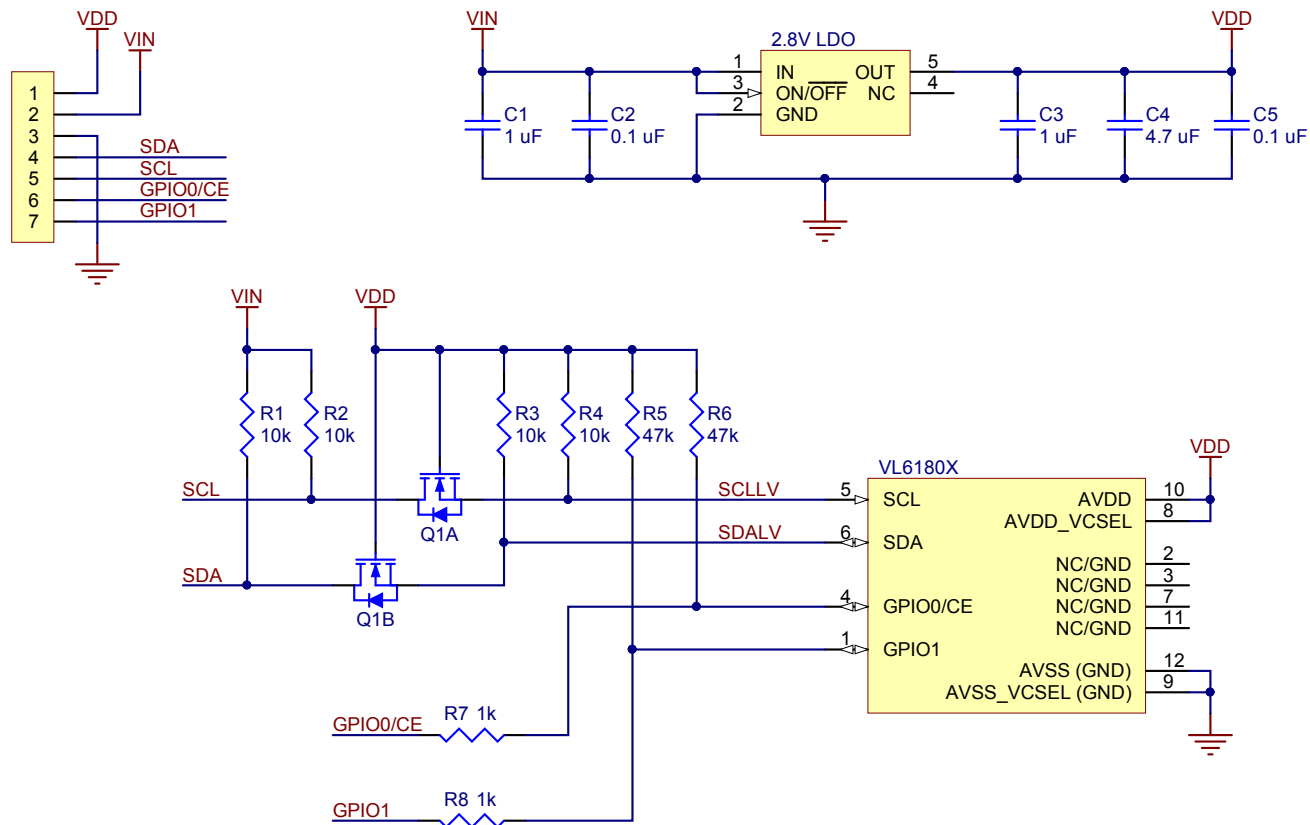 VDD
VIN
1
2
3
4
5
6
7
SDA
SCL
GPIO0/CE
GPIO1
VIN
VDD
2.8V LDO
1
3
2
IN
ON/OFF
GND
OUT
NC
5
4
C1
1 uF
C2
0.1 uF
C3
1 uF
C4
4.7 uF
C5
0.1 uF
VIN
VDD
R1
10k
R2
10k
R3
10k
R4
10k
R5
47k
R6
47k
SCL
Q1A
SCLLV
SDA
Q1B
SDALV
VL6180X
VDD
5
SCL
6
SDA
4
GPIO0/CE
1
GPIO1
AVDD
10
AVDD_VCSEL
8
NC/GND
2
NC/GND
3
NC/GND
7
NC/GND
11
AVSS (GND)
12
AVSS_VCSEL (GND)
9
GPIO0/CE
R7 1k
GPIO1
R8 1k